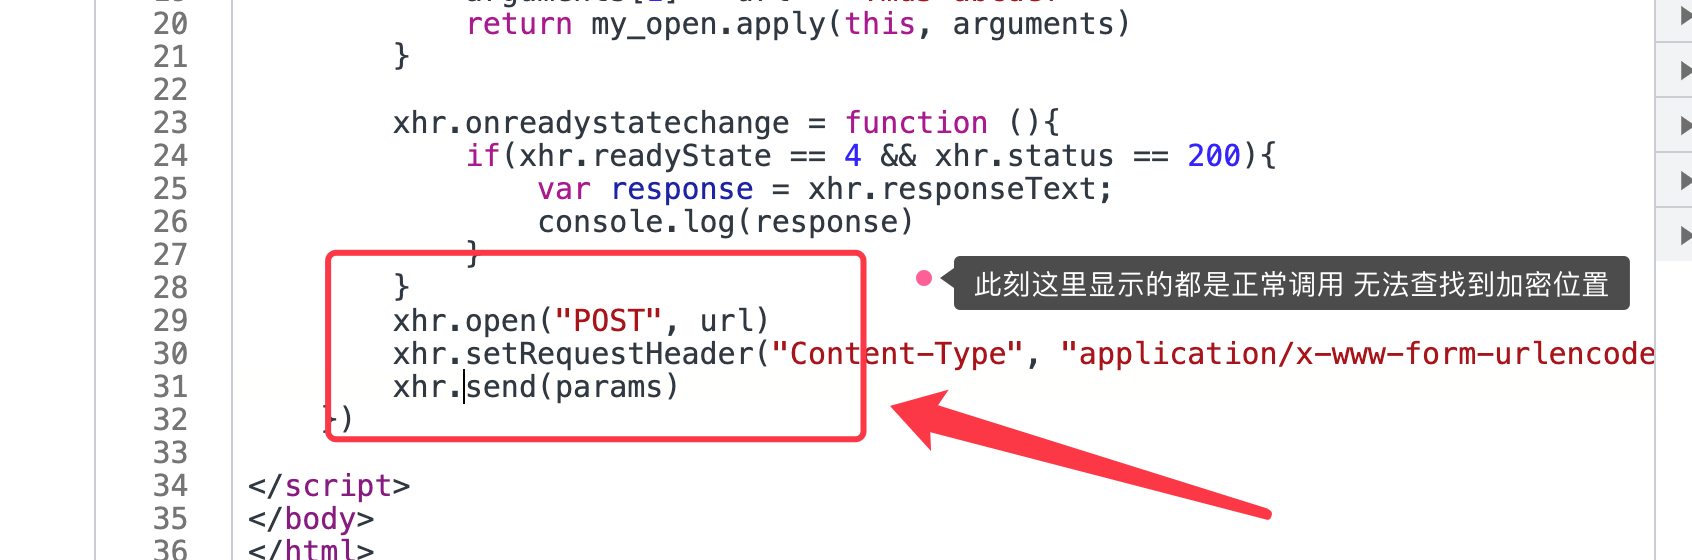 20 return my_open.apply(this, arguments)
21 }
22
23 xhr.onreadystatechange = function (){
24 if(xhr.readyState == 4 && xhr.status == 200){
25 var response = xhr.responseText;
26 console.log(response)
27 }
28 }
此刻这里显示的都是正常调用 无法查找到加密位置
29 xhr.open("POST", url)
30 xhr.setRequestHeader("Content-Type", "application/x-www-form-urlencode
31 xhr.send(params)
32 })
33
34 </script>
35 </body>
36 </html>